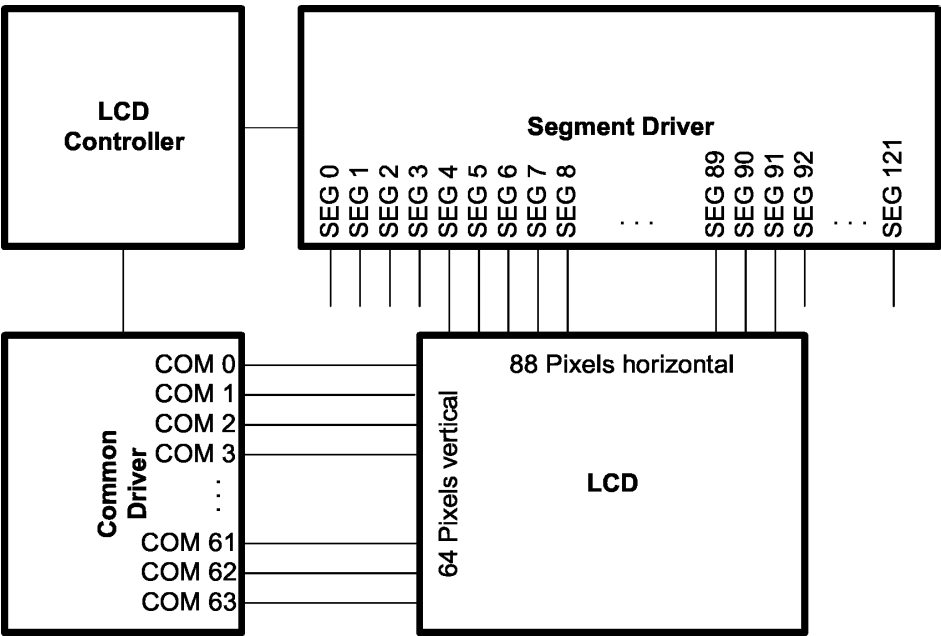 LCD
Controller
Segment Driver
SEG 0
SEG 1
SEG 2
SEG 3
SEG 4
SEG 5
SEG 6
SEG 7
SEG 8
. . .
SEG 89
SEG 90
SEG 91
SEG 92
. . .
SEG 121
Common
Driver
COM 0
COM 1
COM 2
COM 3
. . .
COM 61
COM 62
COM 63
88 Pixels horizontal
64 Pixels vertical
LCD